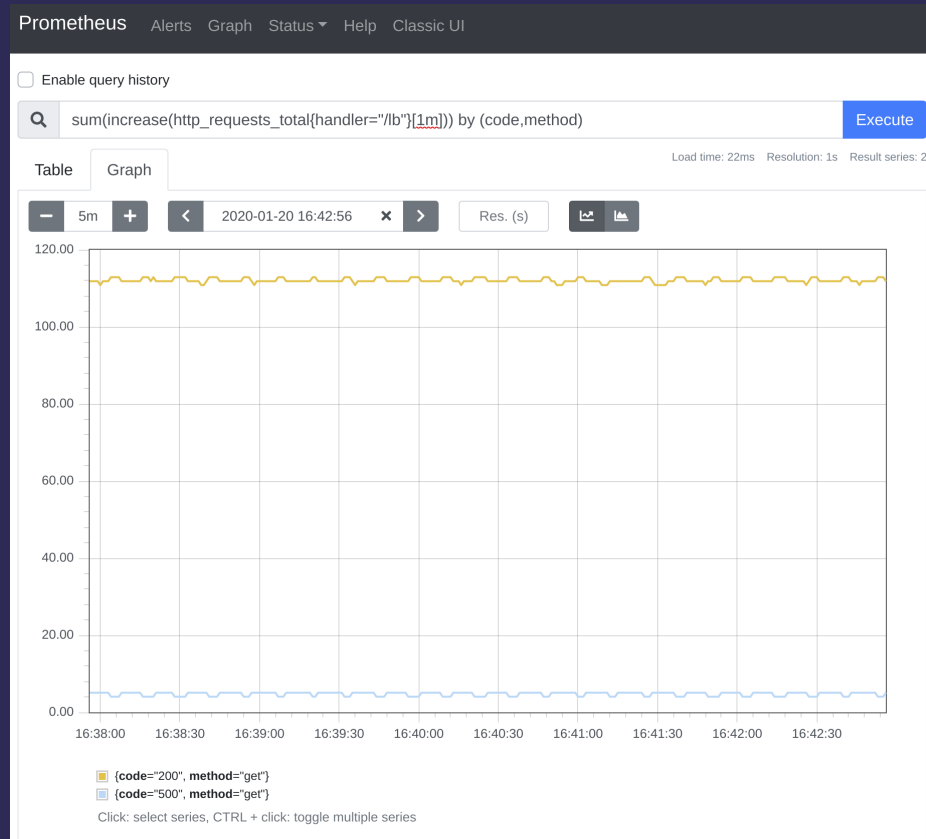 Prometheus Alerts Graph Status Help Classic UI
Enable query history
sum(increase(http_requests_total{handler="/lb"}[1m])) by (code,method) Execute
Load time: 22ms Resolution: 1s Result series: 2
Table Graph
5m 2020-01-20 16:42:56 Res. (s)
120.00
100.00
80.00
60.00
40.00
20.00
0.00
16:38:00 16:38:30 16:39:00 16:39:30 16:40:00 16:40:30 16:41:00 16:41:30 16:42:00 16:42:30
{code="200", method="get"}
{code="500", method="get"}
Click: select series, CTRL + click: toggle multiple series